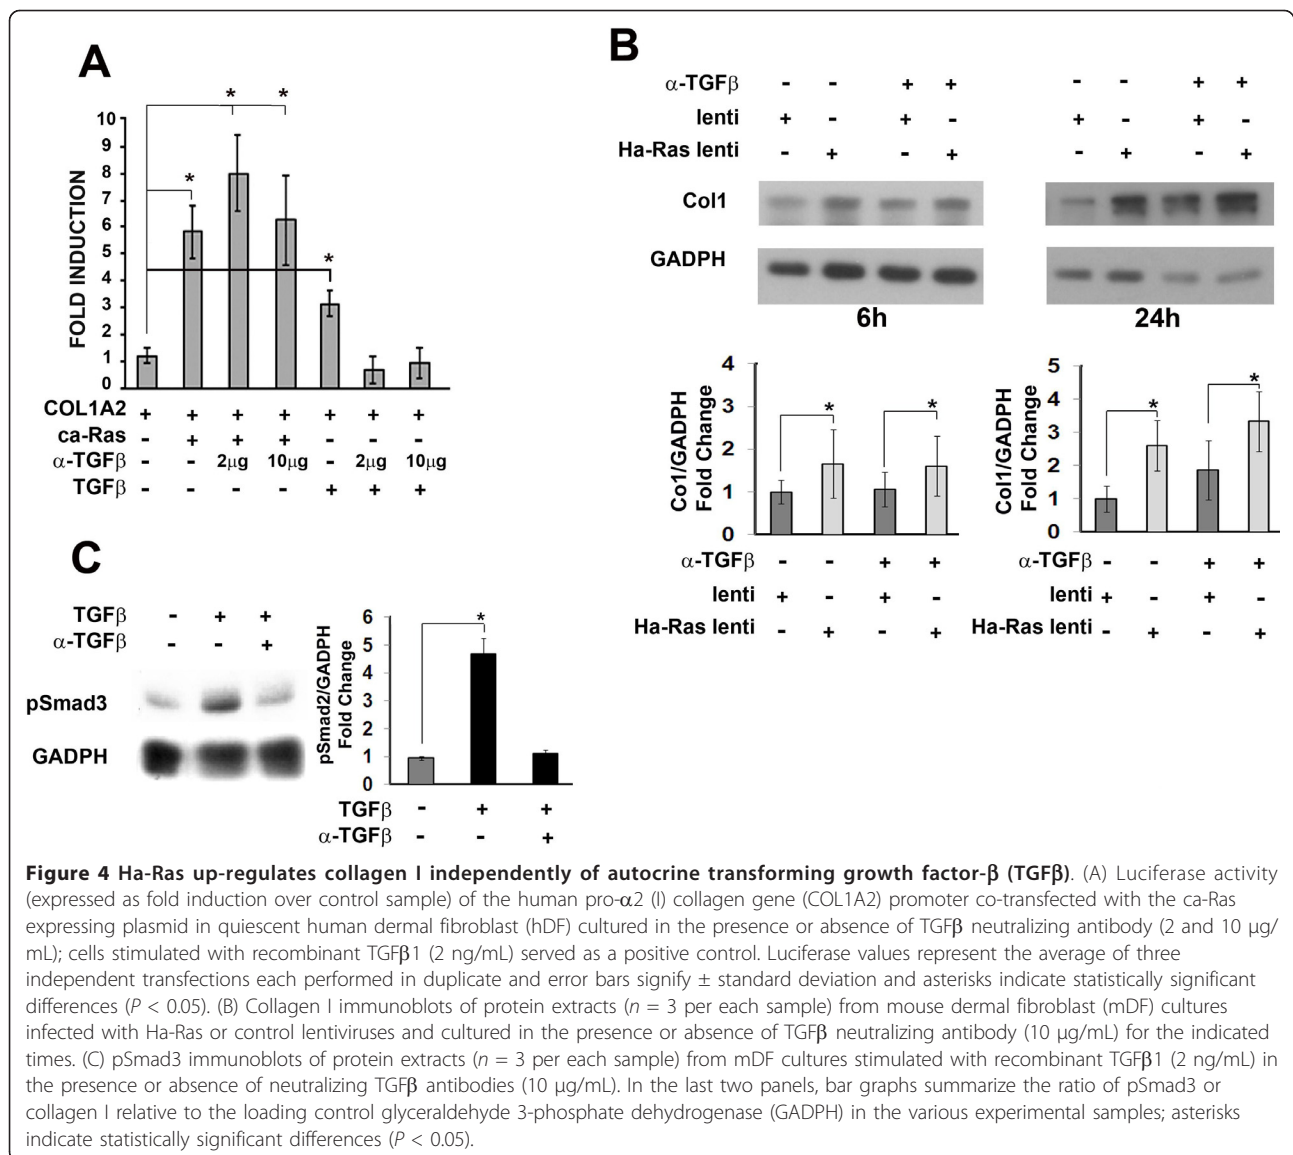 A
* *
*
*
10
9
8
7
6
5
4
3
2
1
0
FOLD INDUCTION
COL1A2 + + + + + + +
ca-Ras - + + + - - -
α-TGFβ - - 2μg 10μg - 2μg 10μg
TGFβ - - - - + + +
B
α-TGFβ - - + + - - + +
lenti + - + - + - + -
Ha-Ras lenti - + - + - + - +
Col1
GADPH
6h 24h
4
3
2
1
0
Co1/GADPH
Fold Change
* *
α-TGFβ - - + +
lenti + - + -
Ha-Ras lenti - + - +
5
4
3
2
1
0
Col1/GADPH
Fold Change
* *
α-TGFβ - - + +
lenti + - + -
Ha-Ras lenti - + - +
C
TGFβ - + +
α-TGFβ - - +
pSmad3
GADPH
6
5
4
3
2
1
0
pSmad2/GADPH
Fold Change
*
TGFβ - + +
α-TGFβ - - +
Figure 4 Ha-Ras up-regulates collagen I independently of autocrine transforming growth factor-β (TGFβ). (A) Luciferase activity
(expressed as fold induction over control sample) of the human pro-α2 (I) collagen gene (COL1A2) promoter co-transfected with the ca-Ras
expressing plasmid in quiescent human dermal fibroblast (hDF) cultured in the presence or absence of TGFβ neutralizing antibody (2 and 10 μg/
mL); cells stimulated with recombinant TGFβ1 (2 ng/mL) served as a positive control. Luciferase values represent the average of three
independent transfections each performed in duplicate and error bars signify ± standard deviation and asterisks indicate statistically significant
differences (P < 0.05). (B) Collagen I immunoblots of protein extracts (n = 3 per each sample) from mouse dermal fibroblast (mDF) cultures
infected with Ha-Ras or control lentiviruses and cultured in the presence or absence of TGFβ neutralizing antibody (10 μg/mL) for the indicated
times. (C) pSmad3 immunoblots of protein extracts (n = 3 per each sample) from mDF cultures stimulated with recombinant TGFβ1 (2 ng/mL) in
the presence or absence of neutralizing TGFβ antibodies (10 μg/mL). In the last two panels, bar graphs summarize the ratio of pSmad3 or
collagen I relative to the loading control glyceraldehyde 3-phosphate dehydrogenase (GADPH) in the various experimental samples; asterisks
indicate statistically significant differences (P < 0.05).